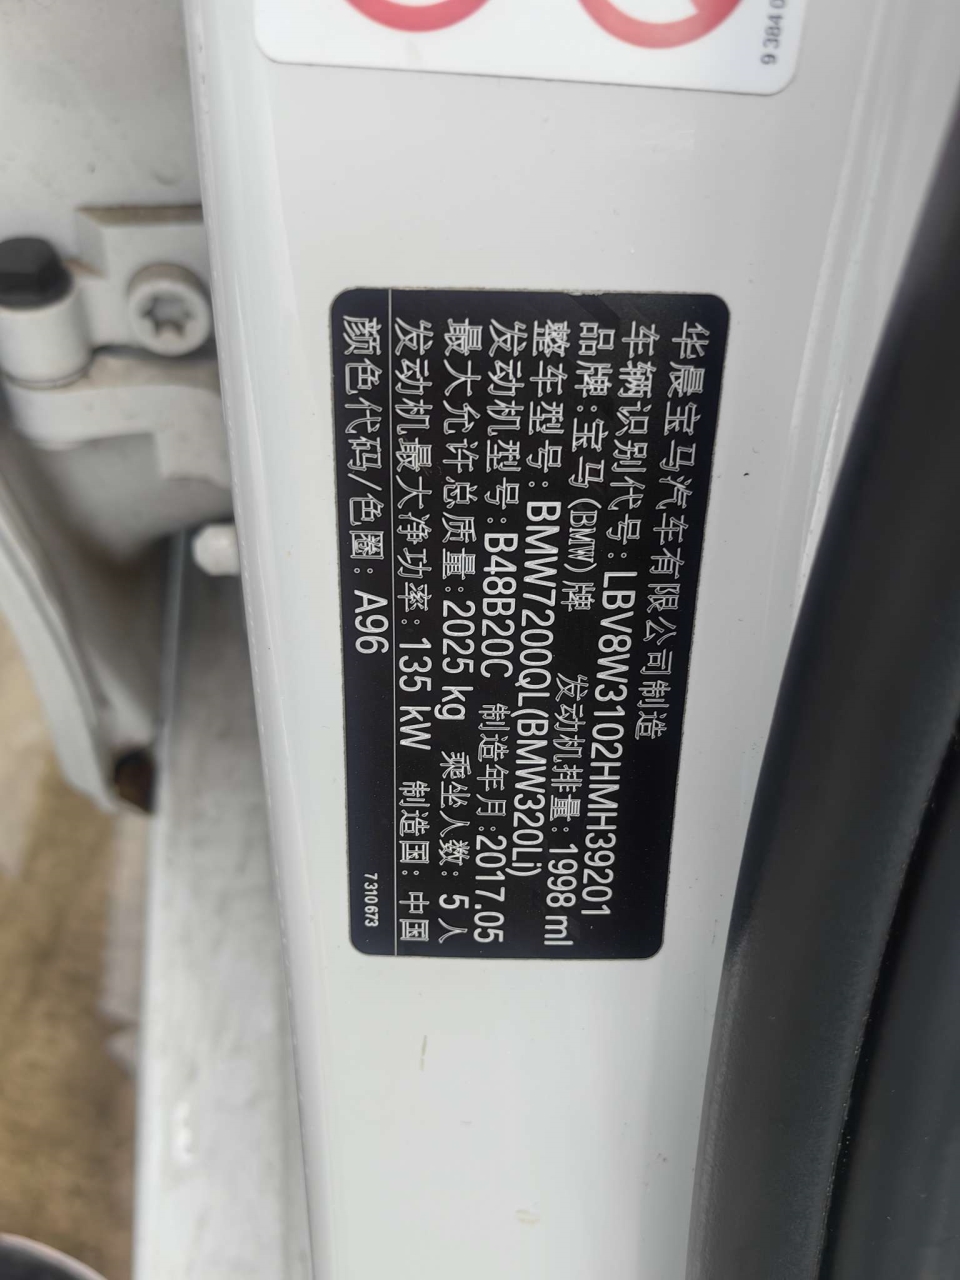 华晨宝马汽车有限公司制造
车辆识别代号：LBV8W3102HMH39201
品牌：宝马(BMW)牌 发动机排量：1998 ml
整车型号：BMW7200QL(BMW320Li)
发动机型号：B48B20C 制造年月：2017.05
最大允许总质量：2025 kg 乘坐人数：5 人
发动机最大净功率：135 kW 制造国：中国
颜色代码/色圈：A96
7310673